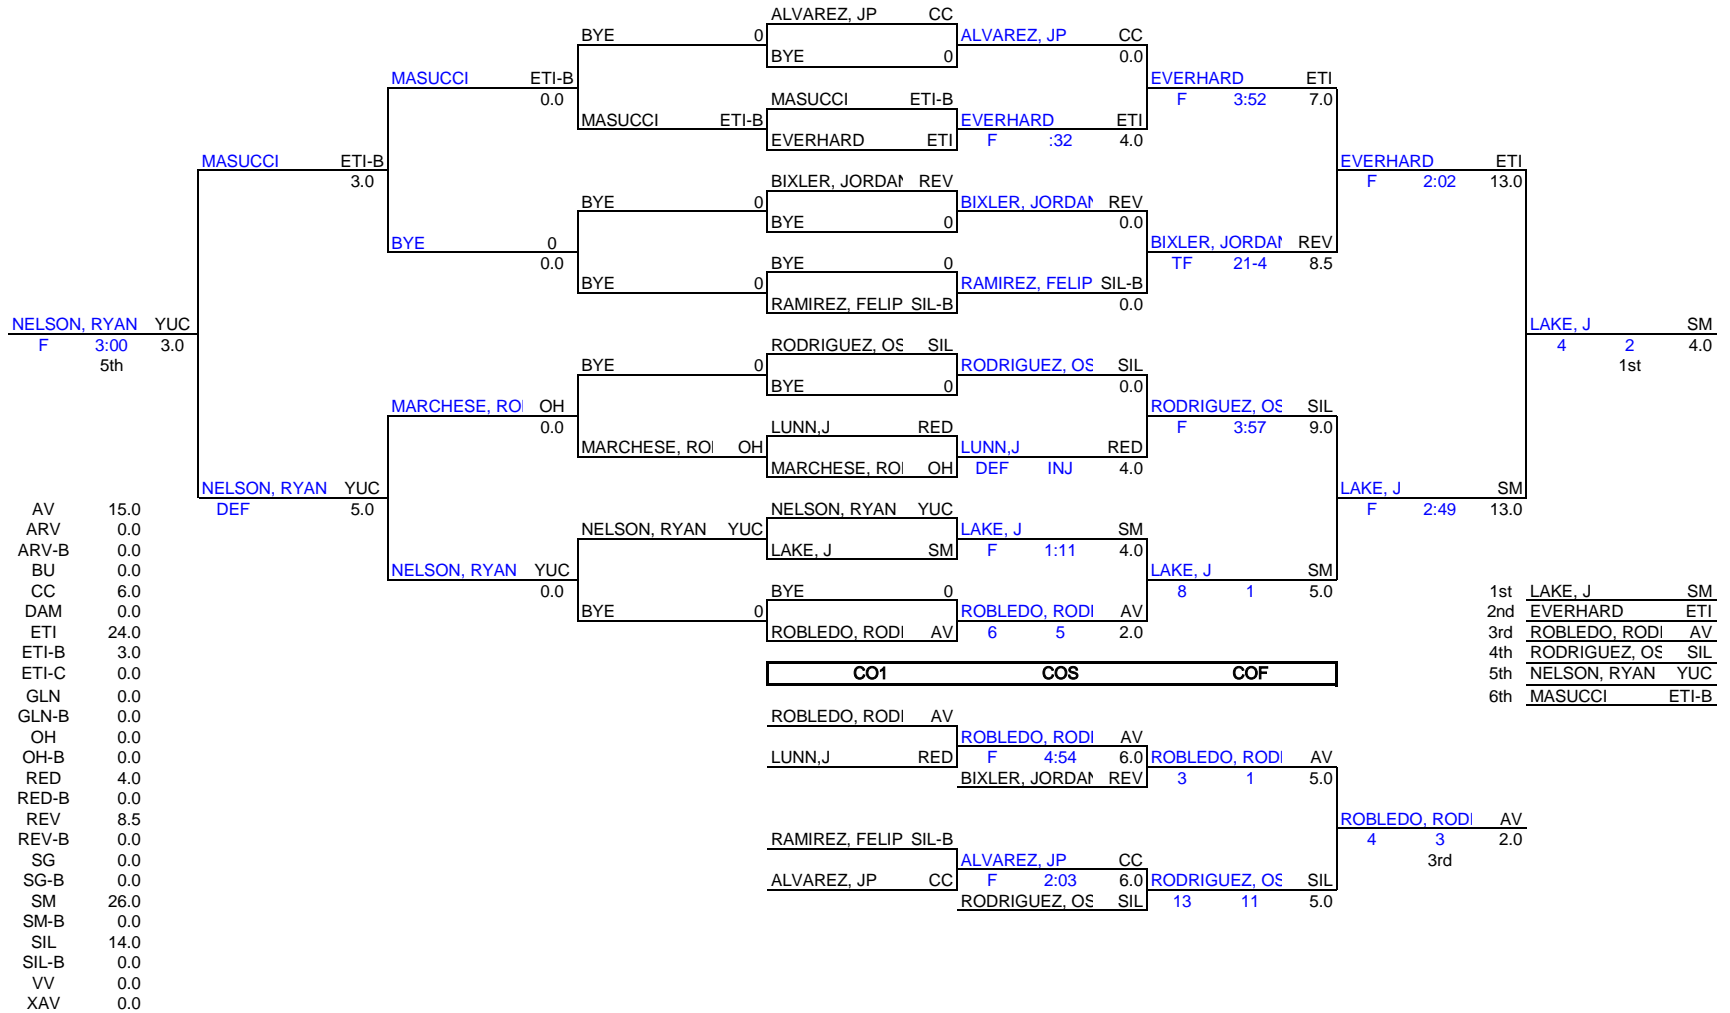 ALVAREZ, JP CC
BYE 0 ALVAREZ, JP CC
BYE 0 0.0
MASUCCI ETI-B EVERHARD ETI
0.0 MASUCCI ETI-B F 3:52 7.0
MASUCCI ETI-B EVERHARD ETI
EVERHARD ETI F :32 4.0
MASUCCI ETI-B EVERHARD ETI
3.0 BIXLER, JORDAN REV F 2:02 13.0
BYE 0 BIXLER, JORDAN REV
BYE 0 0.0
BYE 0 BIXLER, JORDAN REV
0.0 BYE 0 TF 21-4 8.5
BYE 0 RAMIREZ, FELIP SIL-B
RAMIREZ, FELIP SIL-B 0.0
NELSON, RYAN YUC LAKE, J SM
F 3:00 3.0 RODRIGUEZ, OS SIL 4 2 4.0
5th BYE 0 RODRIGUEZ, OS SIL 1st
BYE 0 0.0
MARCHESE, RO OH RODRIGUEZ, OS SIL
0.0 LUNN,J RED F 3:57 9.0
MARCHESE, RO OH LUNN,J RED
MARCHESE, RO OH DEF INJ 4.0
NELSON, RYAN YUC LAKE, J SM
AV 15.0 DEF 5.0 NELSON, RYAN YUC F 2:49 13.0
ARV 0.0 NELSON, RYAN YUC LAKE, J SM
ARV-B 0.0 LAKE, J SM F 1:11 4.0
BU 0.0 NELSON, RYAN YUC LAKE, J SM
CC 6.0 0.0 BYE 0 8 1 5.0 1st LAKE, J SM
DAM 0.0 BYE 0 ROBLEDO, RODI AV 2nd EVERHARD ETI
ETI 24.0 ROBLEDO, RODI AV 6 5 2.0 3rd ROBLEDO, RODI AV
ETI-B 3.0 4th RODRIGUEZ, OS SIL
ETI-C 0.0 CO1 COS COF 5th NELSON, RYAN YUC
GLN 0.0 6th MASUCCI ETI-B
GLN-B 0.0 ROBLEDO, RODI AV
OH 0.0 ROBLEDO, RODI AV
OH-B 0.0 LUNN,J RED F 4:54 6.0 ROBLEDO, RODI AV
RED 4.0 BIXLER, JORDAN REV 3 1 5.0
RED-B 0.0
REV 8.5 ROBLEDO, RODI AV
REV-B 0.0 RAMIREZ, FELIP SIL-B 4 3 2.0
SG 0.0 ALVAREZ, JP CC 3rd
SG-B 0.0 ALVAREZ, JP CC F 2:03 6.0 RODRIGUEZ, OS SIL
SM 26.0 RODRIGUEZ, OS SIL 13 11 5.0
SM-B 0.0
SIL 14.0
SIL-B 0.0
VV 0.0
XAV 0.0